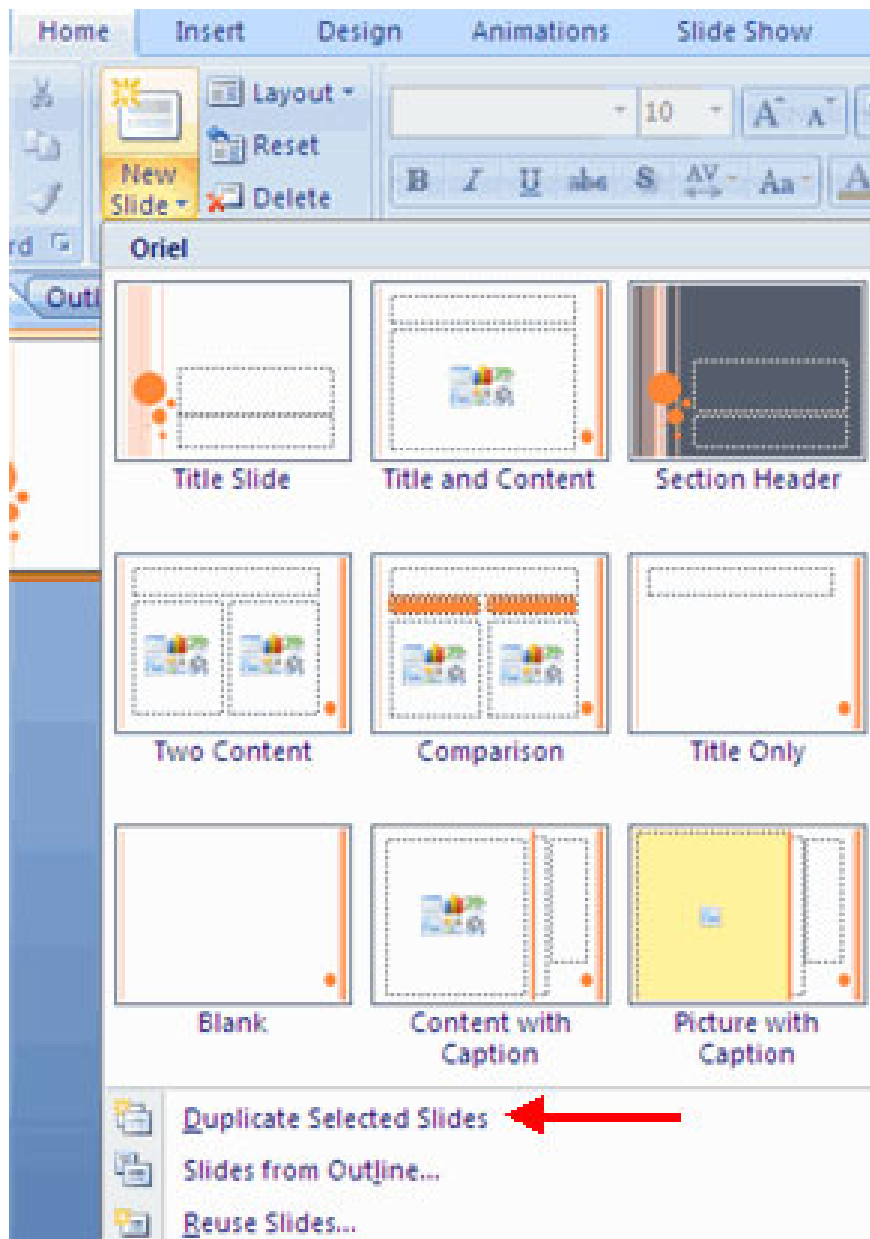 Home Insert Design Animations Slide Show
Layout
Reset
Delete
New
Slide
10
A A
B I U abc S AV Aa A
rd
Outl
Oriel
Title Slide Title and Content Section Header
Two Content Comparison Title Only
Blank Content with
Caption Picture with
Caption
Duplicate Selected Slides
Slides from Outline...
Reuse Slides...